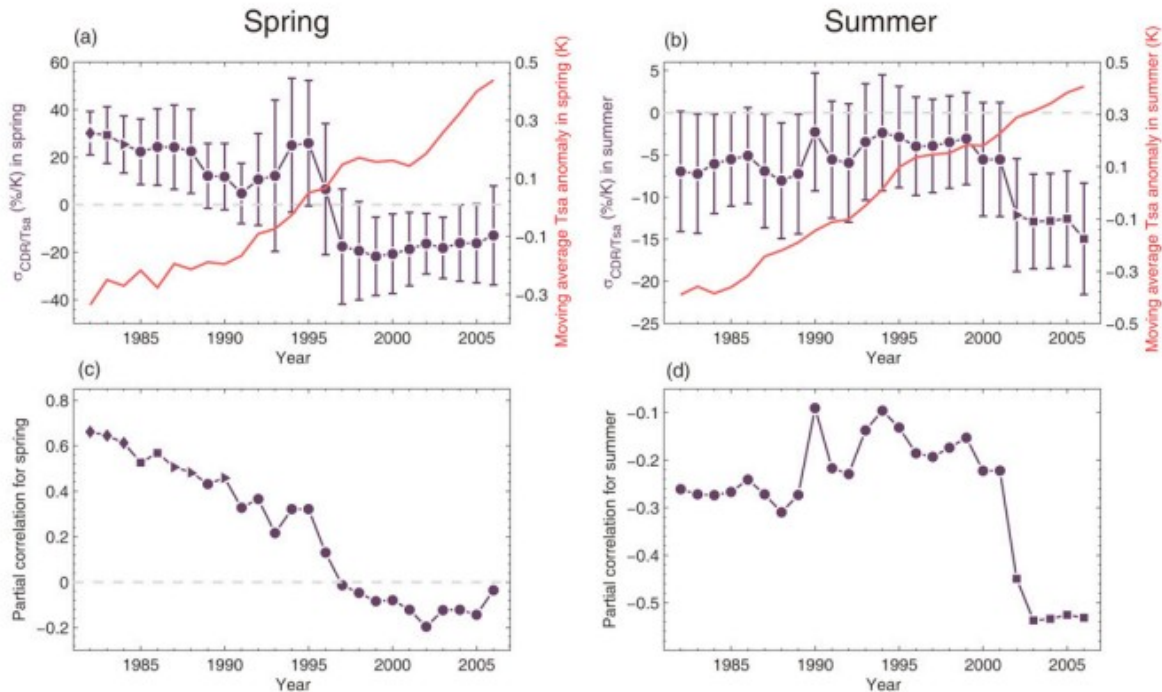 Spring
Summer
(a)
(b)
60
40
20
0
−20
−40
σCDR/Tsa (%/K) in spring
0.5
0.3
0.1
−0.1
−0.3
Moving average Tsa anomaly in spring (K)
1985 1990 1995 2000 2005
Year
5
0
−5
−10
−15
−20
−25
σCDR/Tsa (%/K) in summer
0.5
0.3
0.1
−0.1
−0.3
−0.5
Moving average Tsa anomaly in summer (K)
1985 1990 1995 2000 2005
Year
(c)
(d)
0.8
0.6
0.4
0.2
0
−0.2
Partial correlation for spring
1985 1990 1995 2000 2005
Year
−0.1
−0.2
−0.3
−0.4
−0.5
Partial correlation for summer
1985 1990 1995 2000 2005
Year